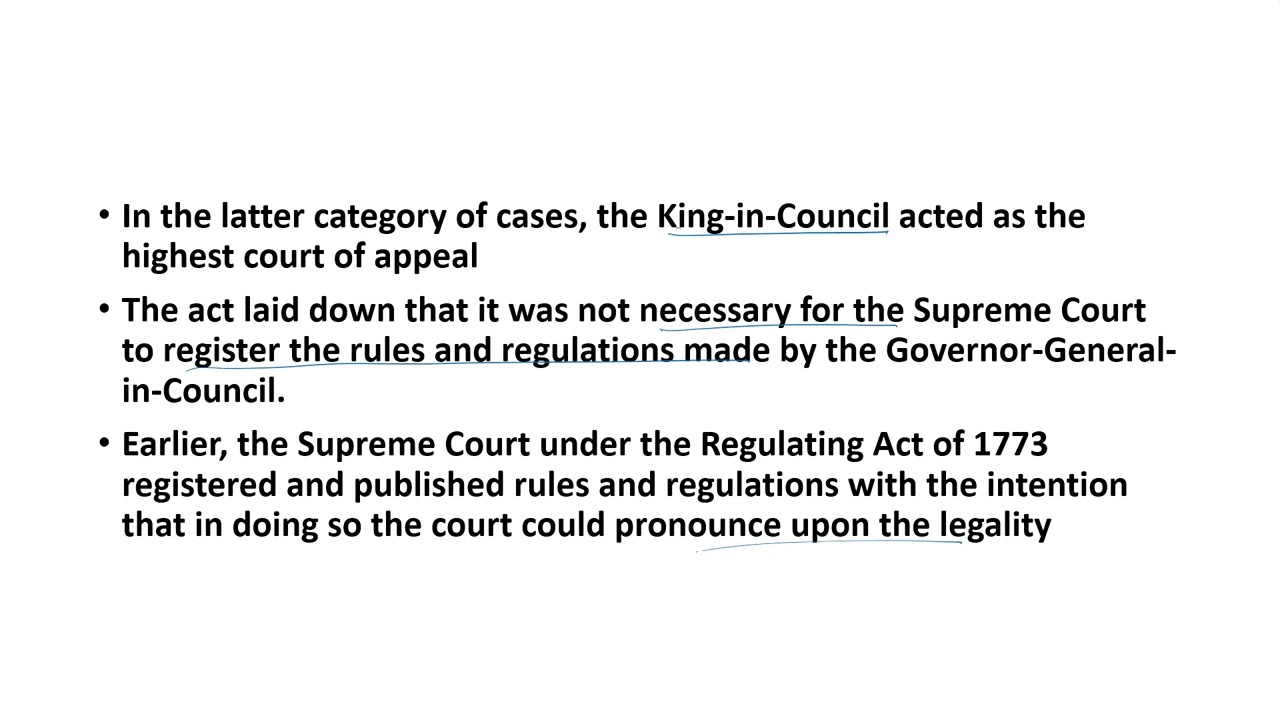 • In the latter category of cases, the King-in-Council acted as the
highest court of appeal
• The act laid down that it was not necessary for the Supreme Court
to register the rules and regulations made by the Governor-General-
in-Council.
• Earlier, the Supreme Court under the Regulating Act of 1773
registered and published rules and regulations with the intention
that in doing so the court could pronounce upon the legality